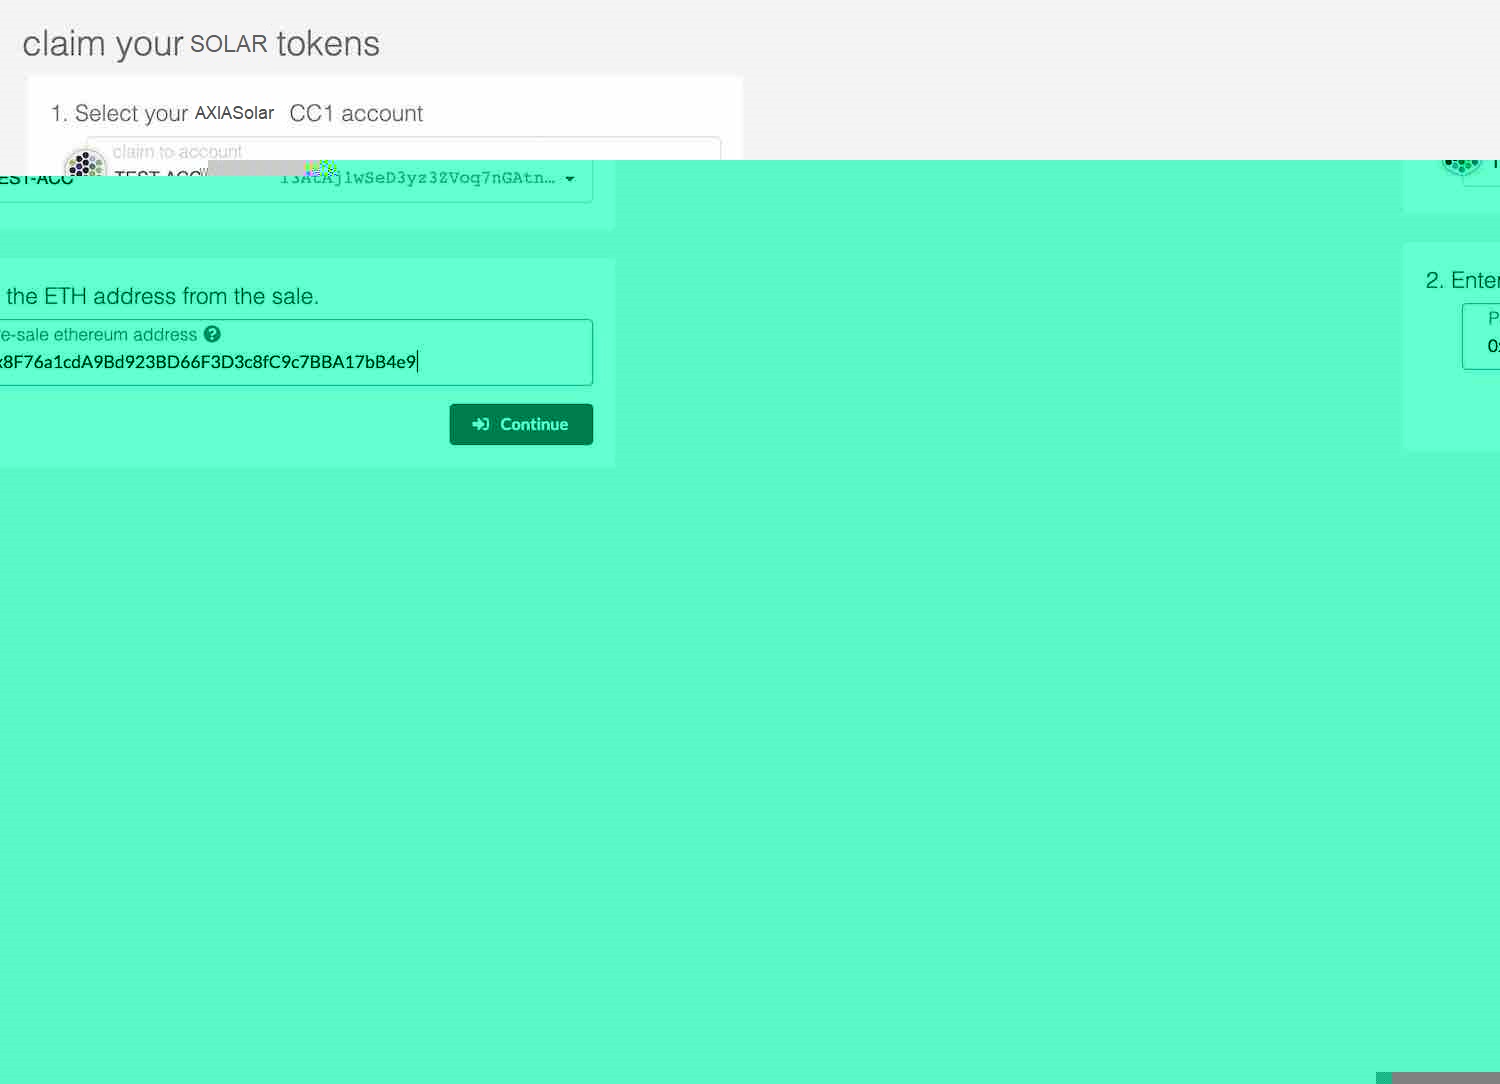 claim your SOLAR tokens
1. Select your AXIASolar CC1 account
claim to account
TEST-ACC
EST-ACC 13AtAj1wSeD3yz32Voq7nGAtn...
2. Enter
the ETH address from the sale.
e-sale ethereum address
x8F76a1cdA9Bd923BD66F3D3c8fC9c7BBA17bB4e9
P
0x
Continue